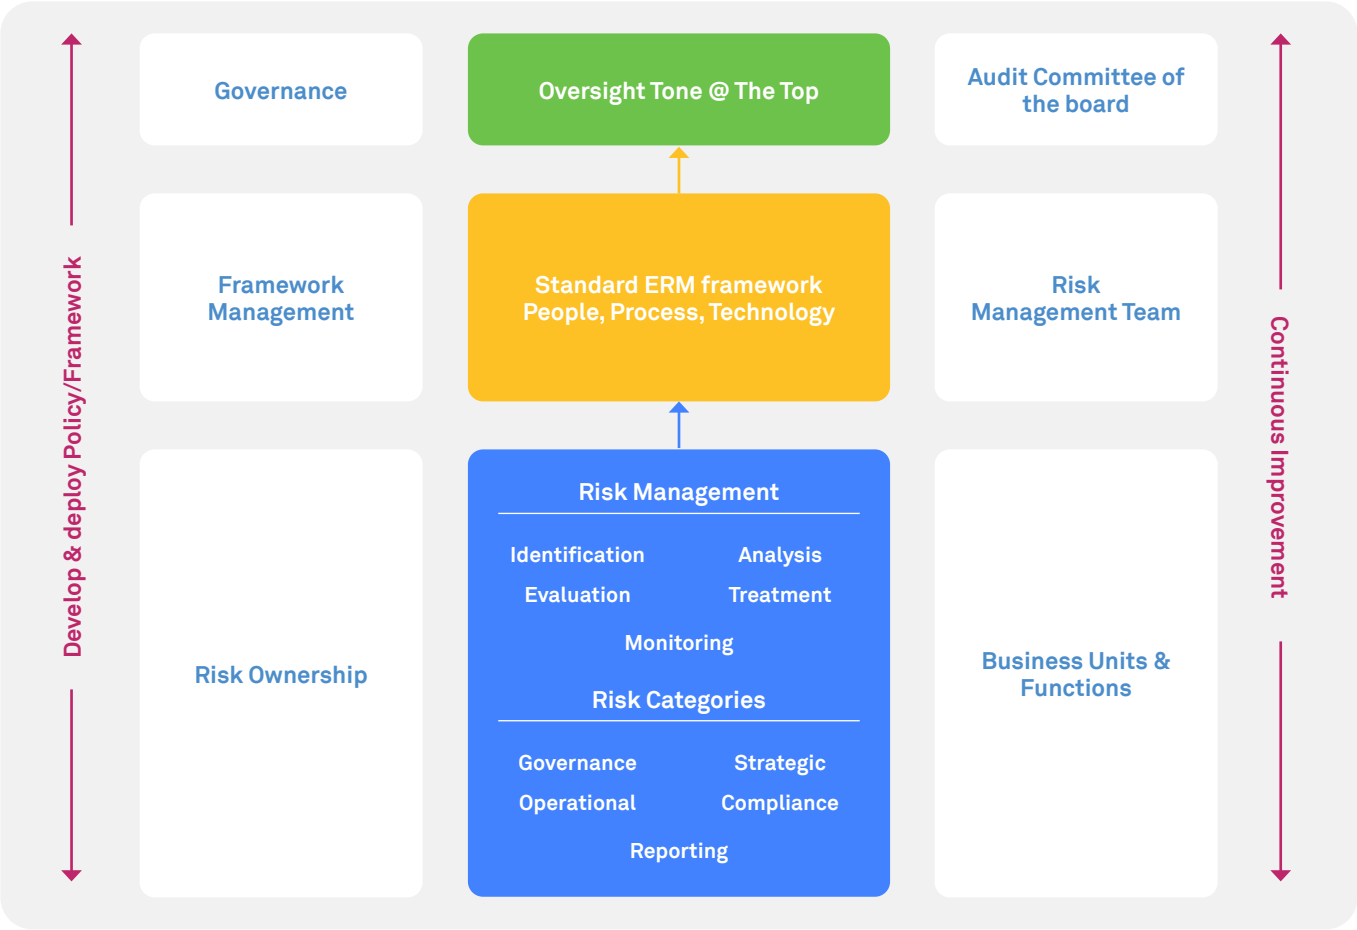 Develop & deploy Policy/Framework
Governance
Oversight Tone @ The Top
Audit Committee of
the board
Framework
Management
Standard ERM framework
People, Process, Technology
Risk
Management Team
Risk Ownership
Risk Management
Identification
Analysis
Evaluation
Treatment
Monitoring
Risk Categories
Governance
Strategic
Operational
Compliance
Reporting
Business Units &
Functions
Continuous Improvement